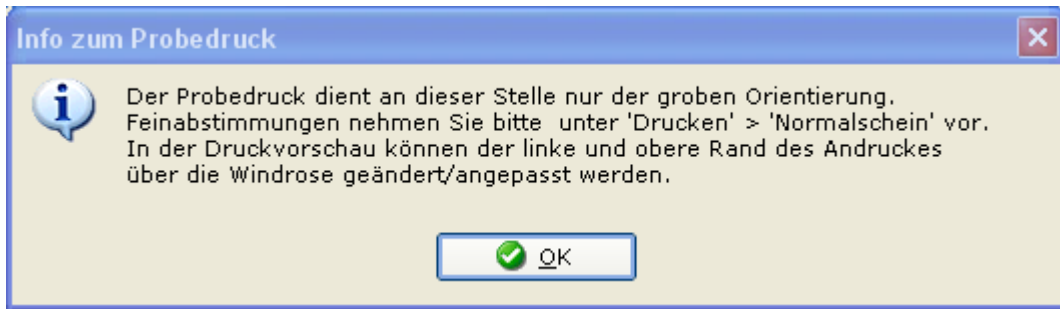 Info zum Probedruck
Der Probedruck dient an dieser Stelle nur der groben Orientierung.
Feinabstimmungen nehmen Sie bitte  unter 'Drucken' > 'Normalschein' vor.
In der Druckvorschau können der linke und obere Rand des Andruckes
über die Windrose geändert/angepasst werden.
OK